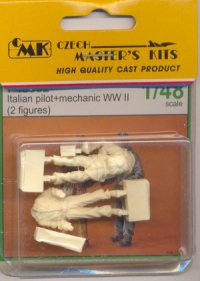 CMK
CZECH
MASTER'S KITS
HIGH QUALITY CAST PRODUCT
Italian pilot+mechanic WW II
(2 figures)
1/48
scale